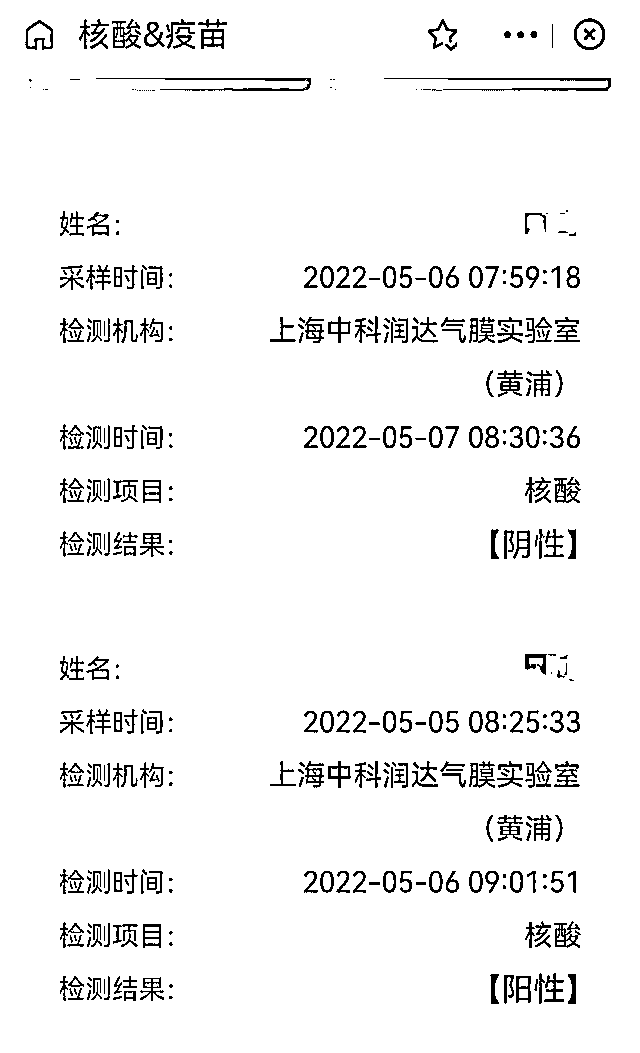 核酸&疫苗
姓名：
采样时间： 2022-05-06 07:59:18
检测机构： 上海中科润达气膜实验室
（黄浦）
检测时间： 2022-05-07 08:30:36
检测项目： 核酸
检测结果： 【阴性】
姓名：
采样时间： 2022-05-05 08:25:33
检测机构： 上海中科润达气膜实验室
（黄浦）
检测时间： 2022-05-06 09:01:51
检测项目： 核酸
检测结果： 【阳性】